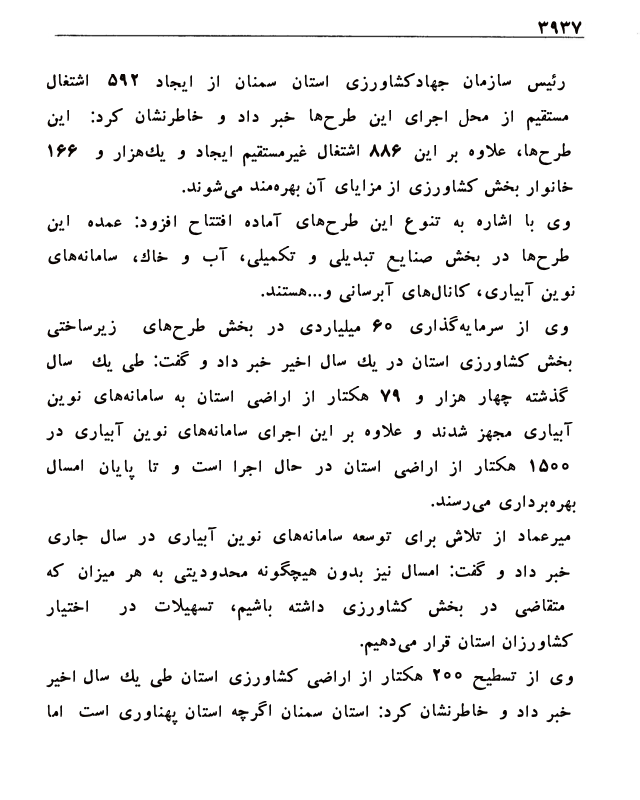 ۳۹۳۷
رئیس سازمان جهادکشاورزی استان سمنان از ایجاد ۵۹۲ اشتغال
مستقیم از محل اجرای این طرح‌ها خبر داد و خاطرنشان کرد: این
طرح‌ها، علاوه بر این ۸۸۶ اشتغال غیرمستقیم ایجاد و یك‌هزار و ۱۶۶
خانوار بخش کشاورزی از مزایای آن بهره‌مند می‌شوند.
وی با اشاره به تنوع این طرح‌های آماده افتتاح افزود: عمده این
طرح‌ها در بخش صنایع تبدیلی و تکمیلی، آب و خاك، سامانه‌های
نوین آبیاری، کانال‌های آبرسانی و...هستند.
وی از سرمایه‌گذاری ۶۰ میلیاردی در بخش طرح‌های زیرساختی
بخش کشاورزی استان در یك سال اخیر خبر داد و گفت: طی یك سال
گذشته چهار هزار و ۷۹ هکتار از اراضی استان به سامانه‌های نوین
آبیاری مجهز شدند و علاوه بر این اجرای سامانه‌های نوین آبیاری در
۱۵۰۰ هکتار از اراضی استان در حال اجرا است و تا پایان امسال
بهره‌برداری می‌رسند.
میرعماد از تلاش برای توسعه سامانه‌های نوین آبیاری در سال جاری
خبر داد و گفت: امسال نیز بدون هیچگونه محدودیتی به هر میزان که
متقاضی در بخش کشاورزی داشته باشیم، تسهیلات در اختیار
کشاورزان استان قرار می‌دهیم.
وی از تسطیح ۲۰۰ هکتار از اراضی کشاورزی استان طی یك سال اخیر
خبر داد و خاطرنشان کرد: استان سمنان اگرچه استان پهناوری است اما